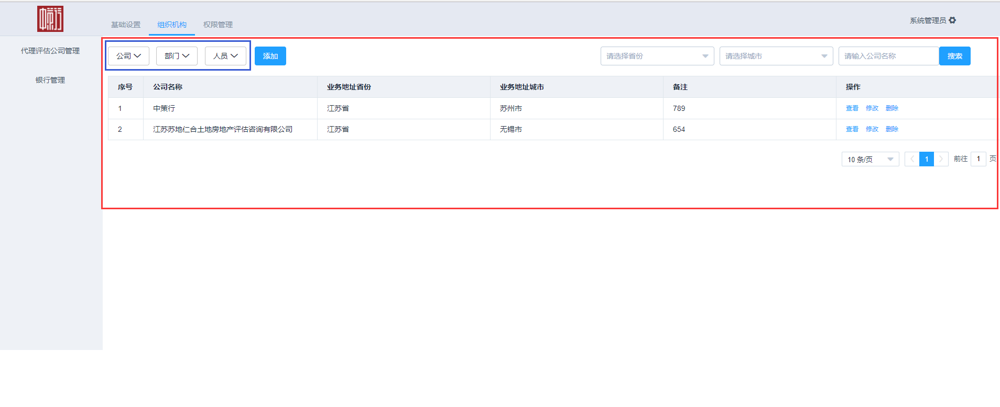 中策行
基础设置 组织机构 权限管理
系统管理员
代理评估公司管理
银行管理
公司 部门 人员 添加 请选择省份 请选择城市 请输入公司名称 搜索
序号 公司名称 业务地址省份 业务地址城市 备注 操作
1 中策行 江苏省 苏州市 789 查看 修改 删除
2 江苏苏地仁合土地房地产评估咨询有限公司 江苏省 无锡市 654 查看 修改 删除
10 条/页 1 前往 1 页